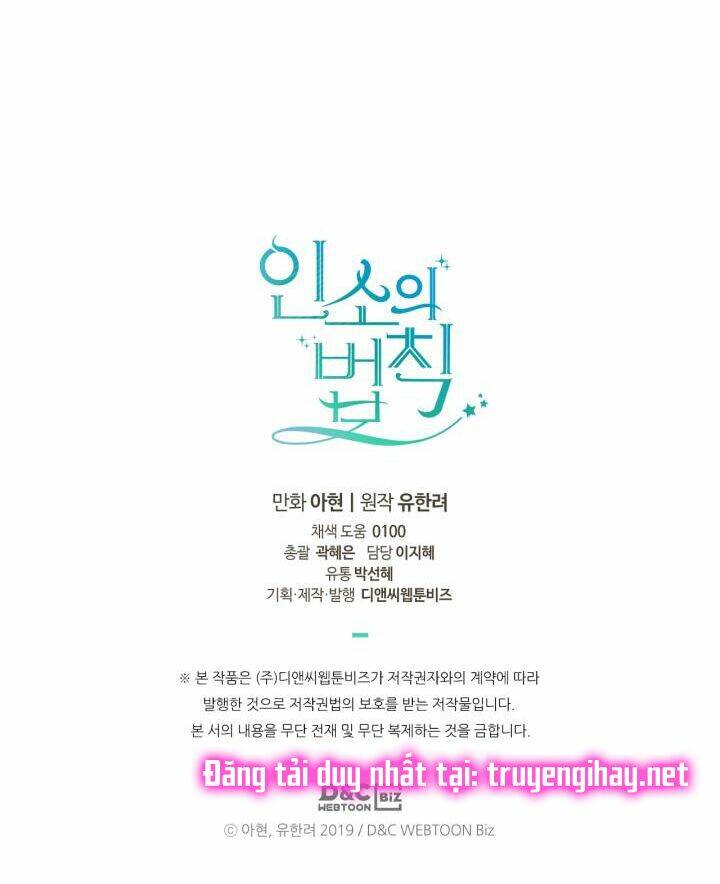 인소의
법칙
만화 아현 | 원작 유한려
채색 도움 0100
총괄 곽혜은 담당 이지혜
유통 박선혜
기획·제작·발행 디앤씨웹툰비즈
※ 본 작품은 (주)디앤씨웹툰비즈가 저작권자와의 계약에 따라
발행한 것으로 저작권법의 보호를 받는 저작물입니다.
본 서의 내용을 무단 전재 및 무단 복제하는 것을 금합니다.
Đăng tải duy nhất tại: truyengihay.net
D&C
WEBTOON Biz
ⓒ 아현, 유한려 2019 / D&C WEBTOON Biz